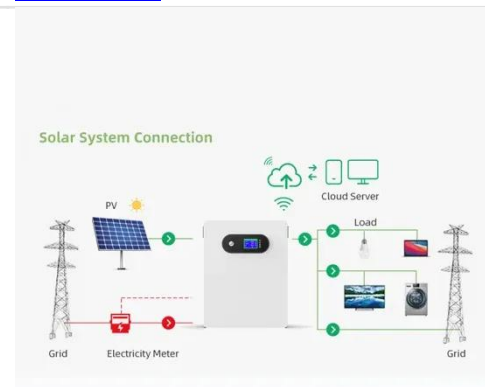 Solar System Connection
Cloud Server
PV
Load
Grid
Electricity Meter
Grid